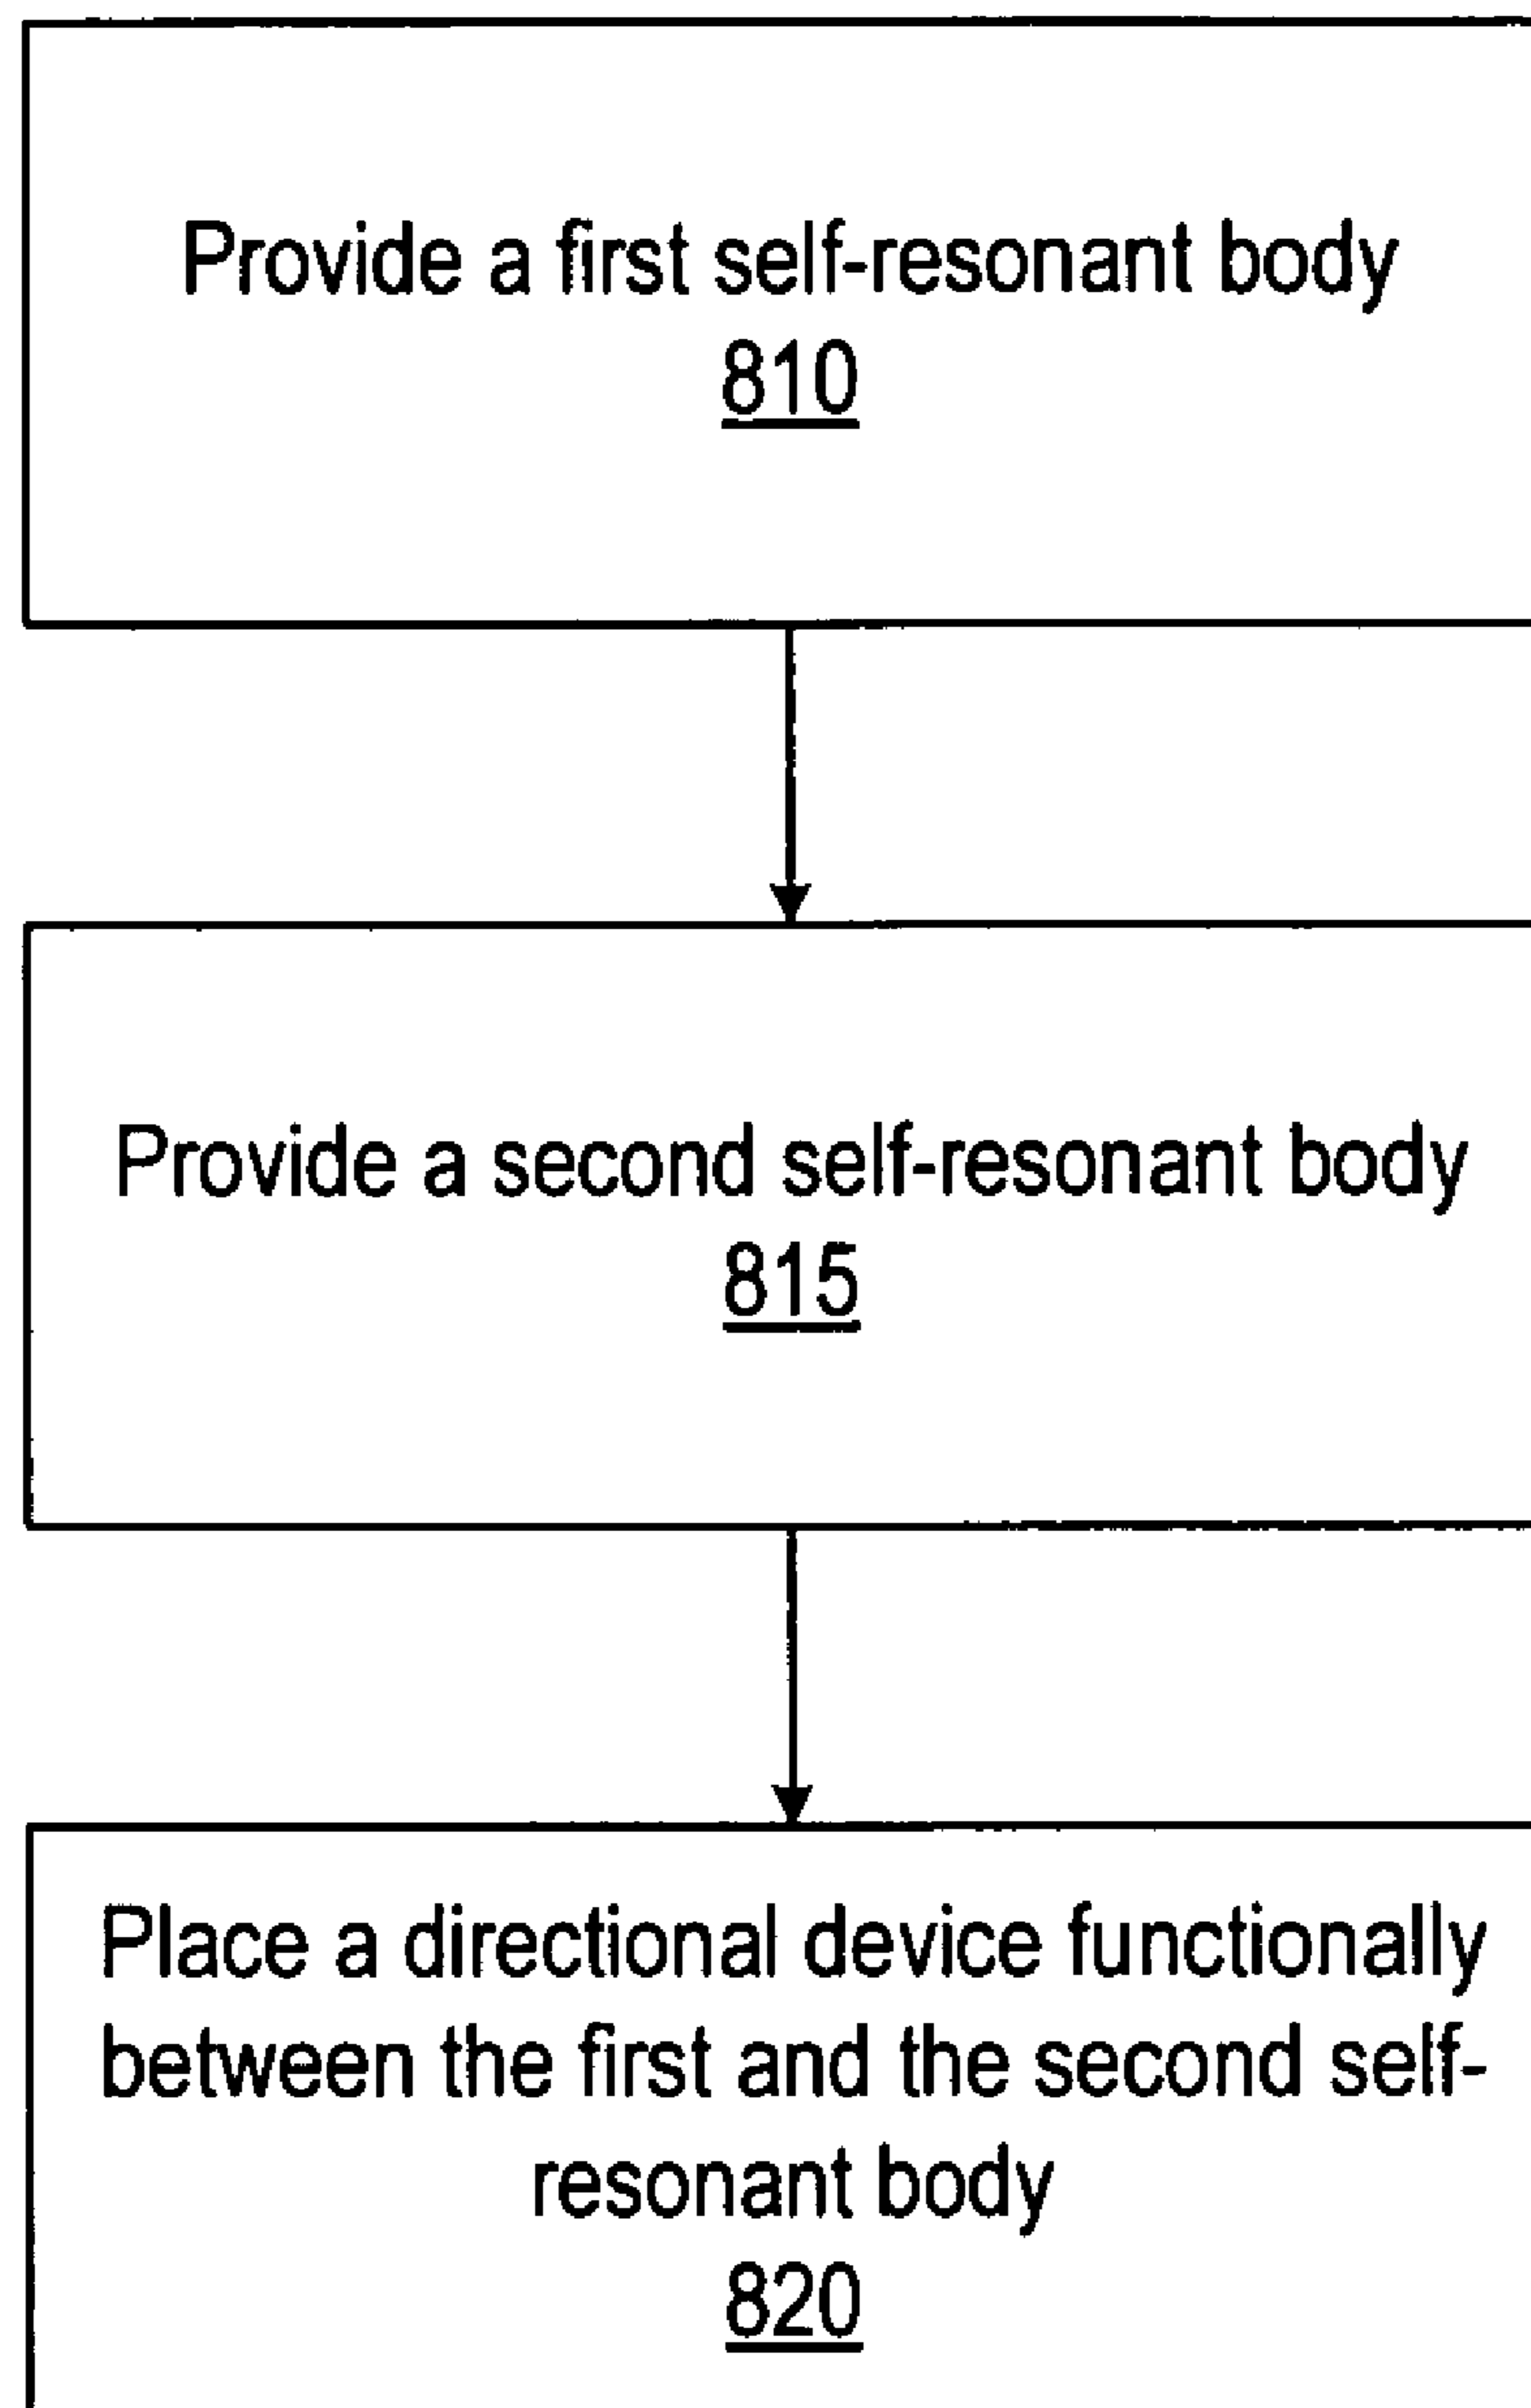 Provide a first self-resonant body
810
Provide a second self-resonant body
815
Place a directional device functionally
between the first and the second self-
resonant body
820